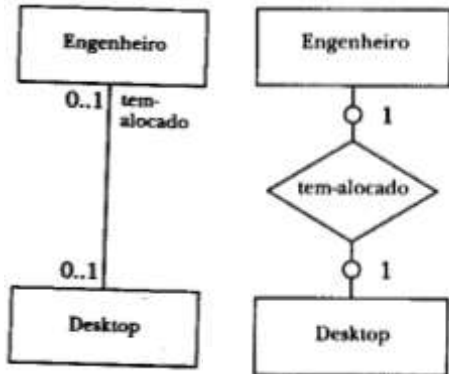 Engenheiro
0..1
tem-
alocado
0..1
Desktop
Engenheiro
1
tem-alocado
1
Desktop